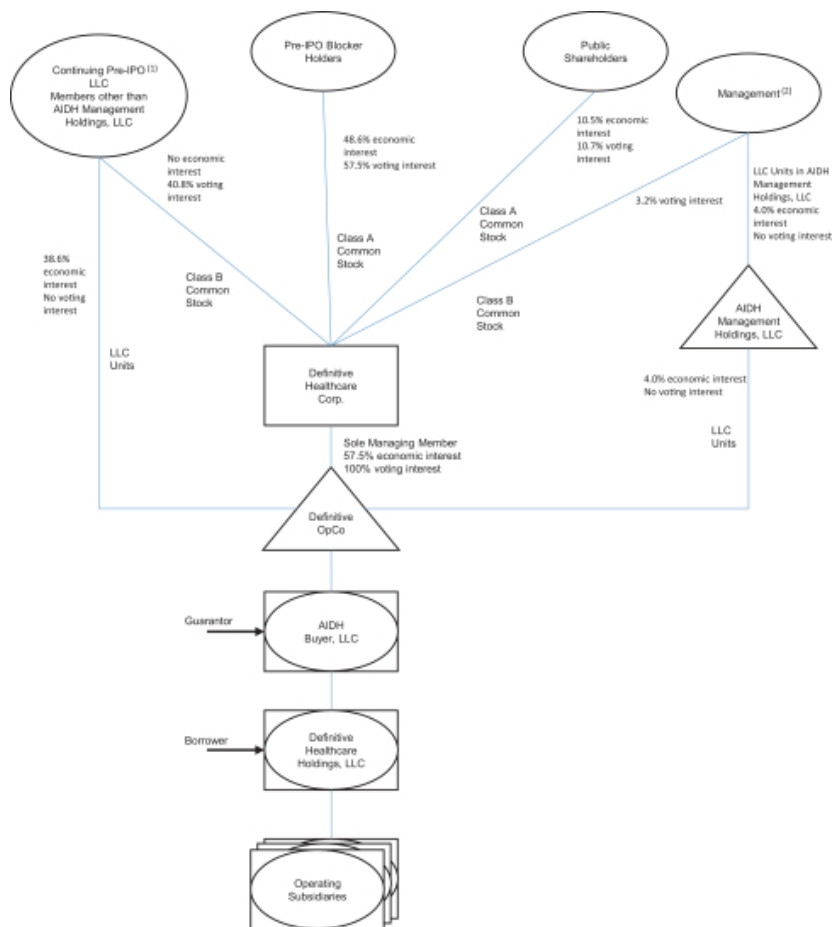 Continuing Pre-IPO (1)
LLC
Members other than
AIDH Management
Holdings, LLC
Pre-IPO Blocker
Holders
Public
Shareholders
Management (2)
No economic
interest
40.8% voting
interest
48.6% economic
interest
57.5% voting interest
10.5% economic
interest
10.7% voting
interest
3.2% voting interest
LLC Units in AIDH
Management
Holdings, LLC
4.0% economic
interest
No voting interest
38.6%
economic
interest
No voting
interest
Class B
Common
Stock
Class A
Common
Stock
Class A
Common
Stock
Class B
Common
Stock
AIDH
Management
Holdings, LLC
LLC
Units
Definitive
Healthcare
Corp.
4.0% economic interest
No voting interest
LLC
Units
Sole Managing Member
57.5% economic interest
100% voting interest
Definitive
OpCo
Guarantor
AIDH
Buyer, LLC
Borrower
Definitive
Healthcare
Holdings, LLC
Operating
Subsidiaries